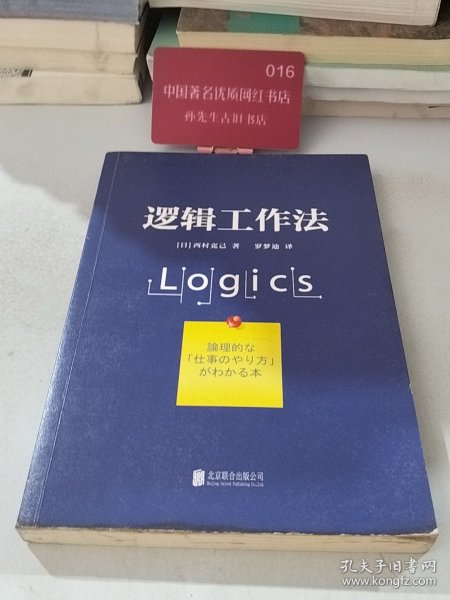 016
中国著名优质网红书店
孙先生古旧书店
逻辑工作法
[日]西村克己 著 罗梦迪 译
Logics
論理的な
「仕事のやり方」
がわかる本
北京联合出版公司
Beijing United Publishing Co.,Ltd.
孔夫子旧书网
www.kongfz.com